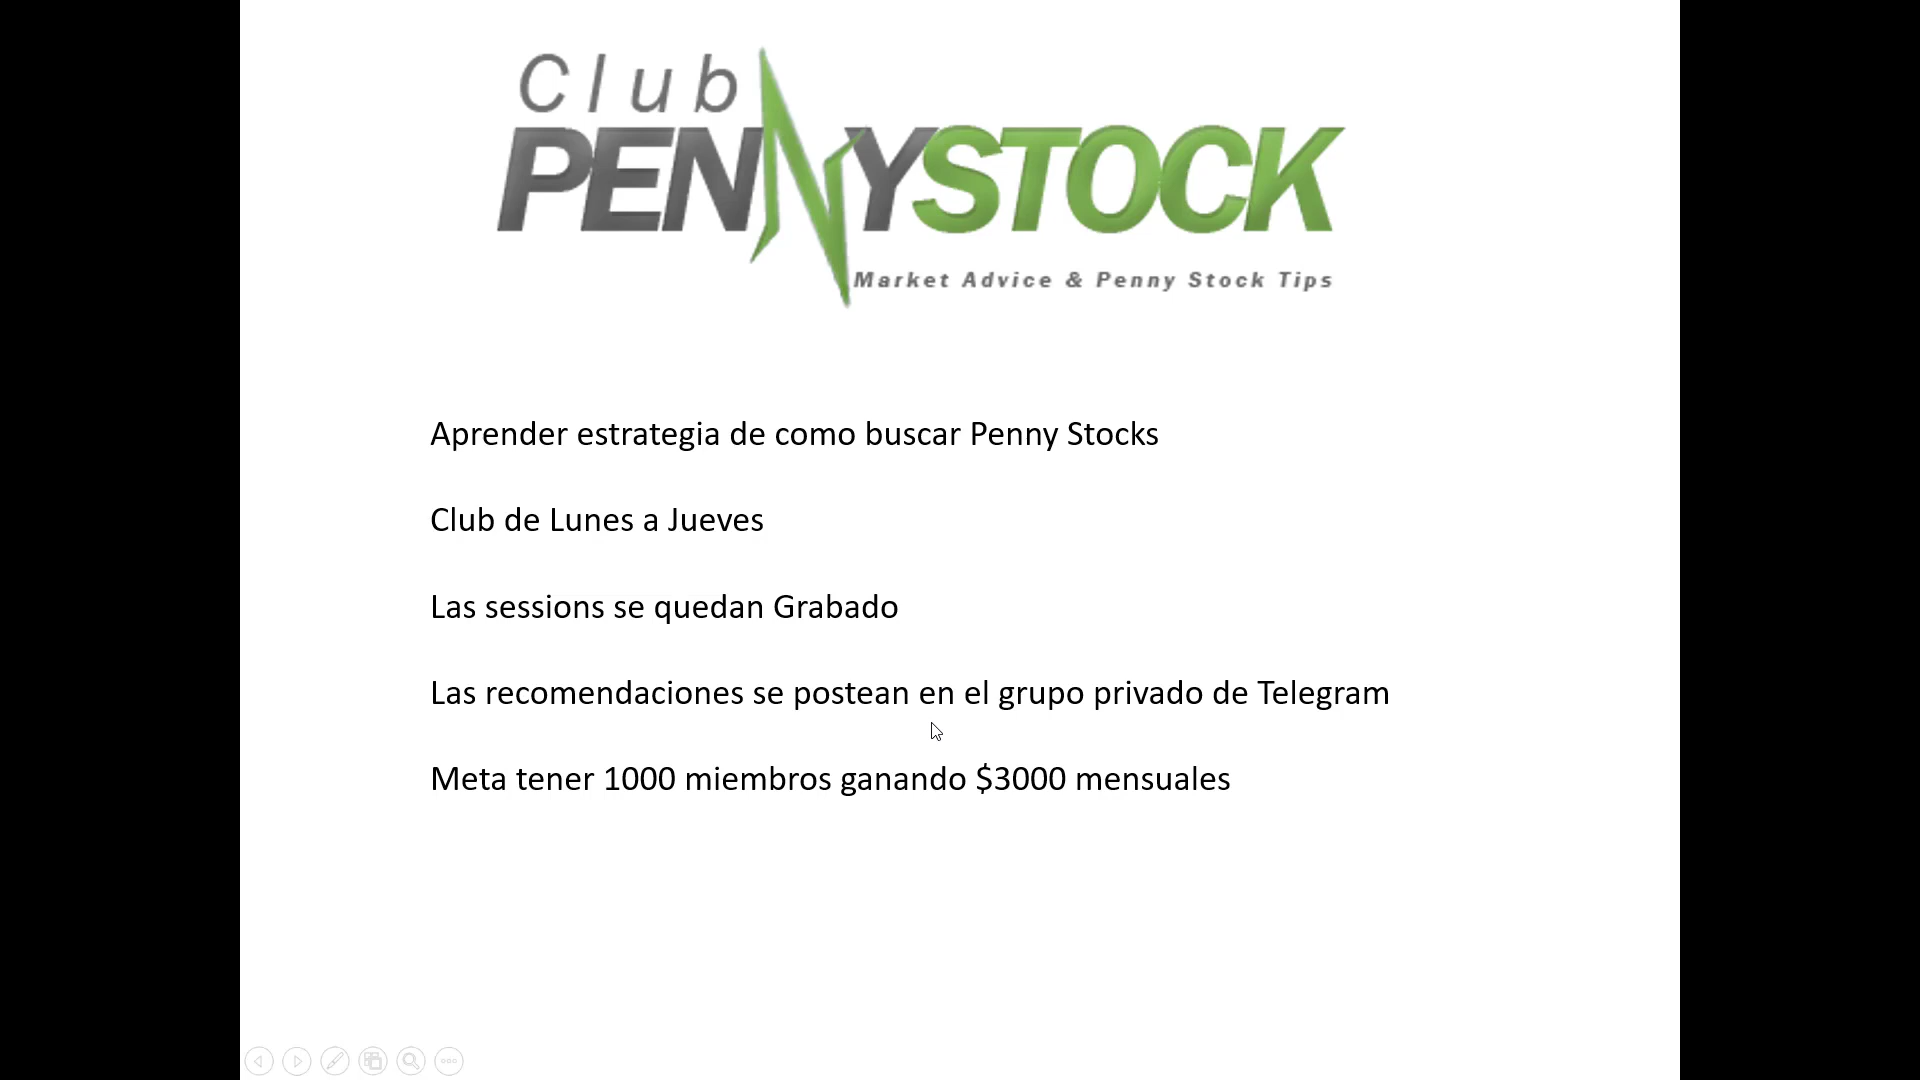 Club
PENNYSTOCK
Market Advice & Penny Stock Tips
Aprender estrategia de como buscar Penny Stocks
Club de Lunes a Jueves
Las sessions se quedan Grabado
Las recomendaciones se postean en el grupo privado de Telegram
Meta tener 1000 miembros ganando $3000 mensuales